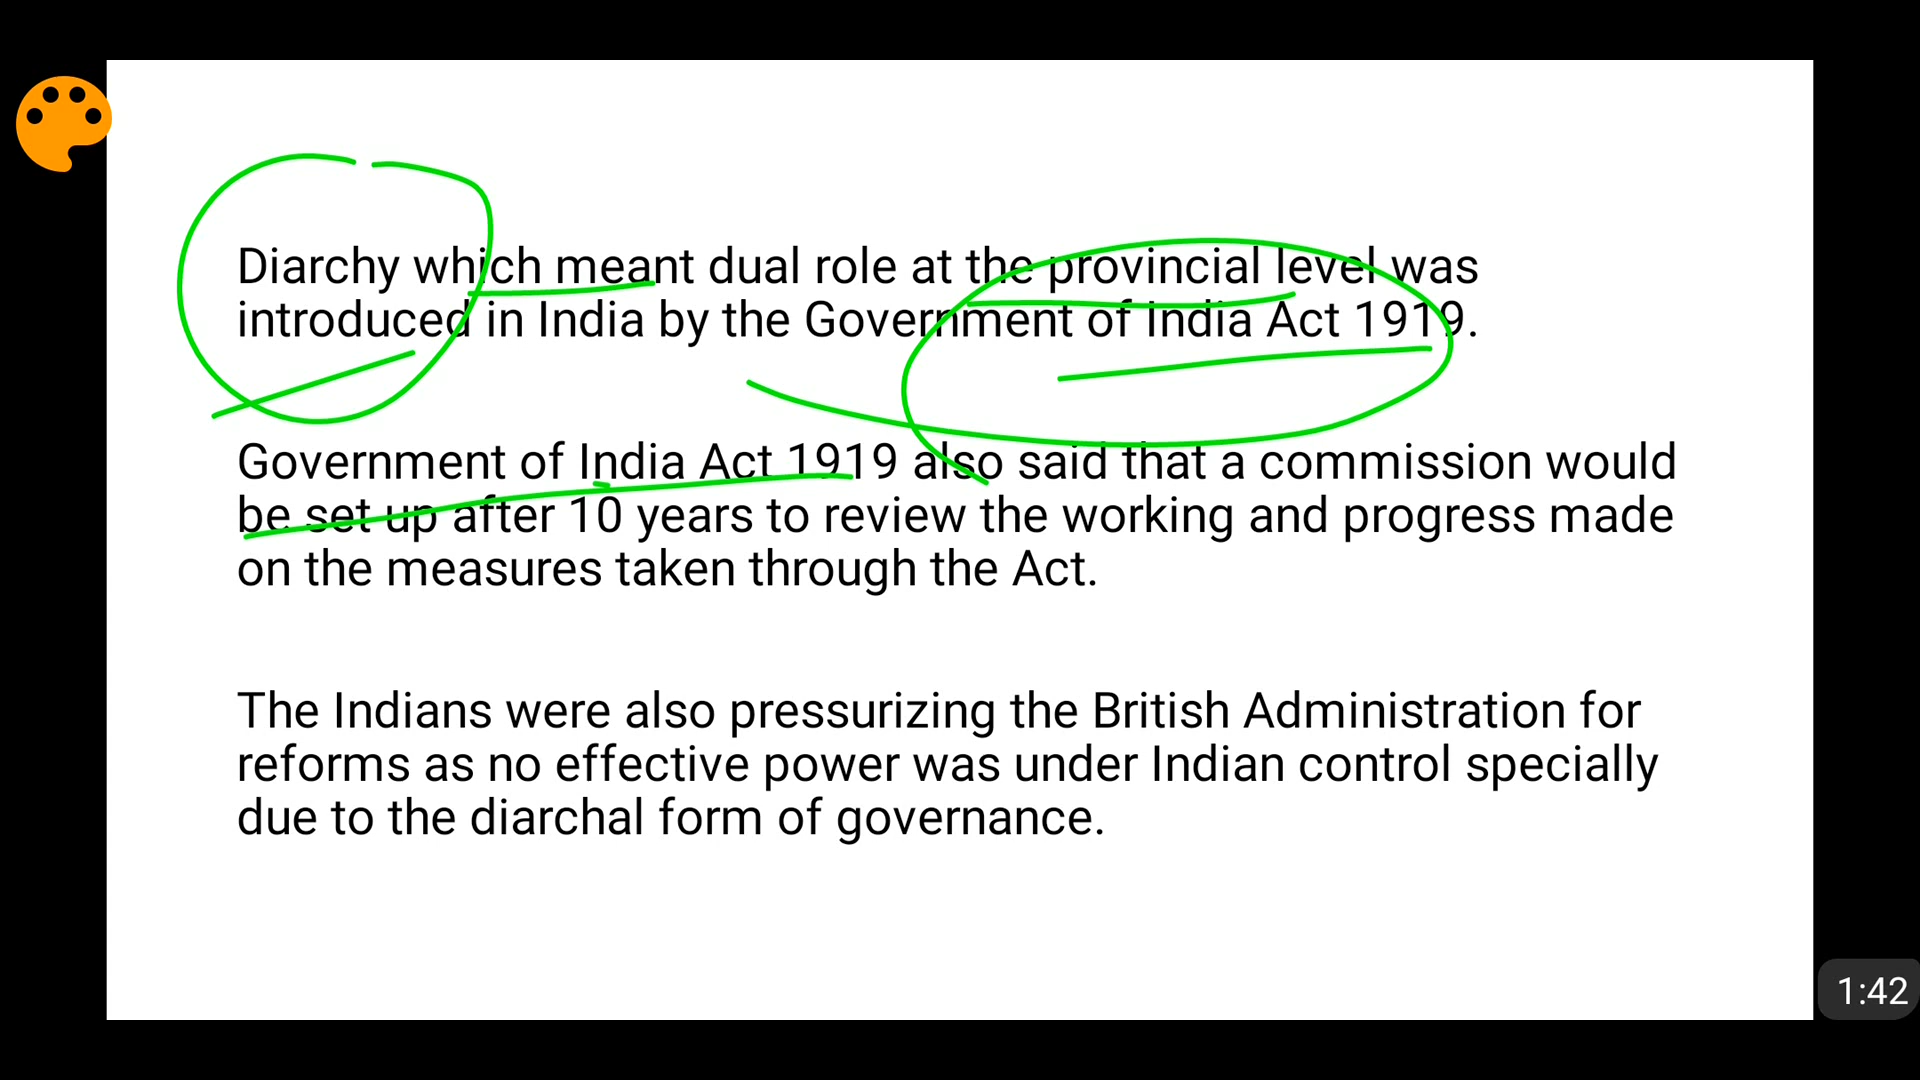 Diarchy which meant dual role at the provincial level was
introduced in India by the Government of India Act 1919.
Government of India Act 1919 also said that a commission would
be set up after 10 years to review the working and progress made
on the measures taken through the Act.
The Indians were also pressurizing the British Administration for
reforms as no effective power was under Indian control specially
due to the diarchal form of governance.
1:42